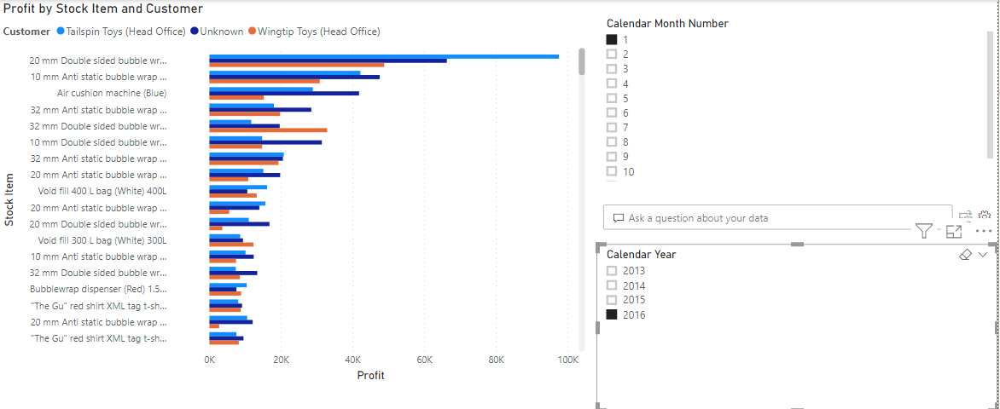 Profit by Stock Item and Customer
Customer Tailspin Toys (Head Office) Unknown Wingtip Toys (Head Office)
Stock Item
20 mm Double sided bubble wr...
10 mm Anti static bubble wrap ...
Air cushion machine (Blue)
32 mm Anti static bubble wrap ...
32 mm Double sided bubble wr...
10 mm Double sided bubble wr...
32 mm Anti static bubble wrap ...
20 mm Anti static bubble wrap ...
Void fill 400 L bag (White) 400L
20 mm Anti static bubble wrap ...
20 mm Double sided bubble wr...
Void fill 300 L bag (White) 300L
10 mm Anti static bubble wrap ...
32 mm Double sided bubble wr...
Bubblewrap dispenser (Red) 1.5...
"The Gu" red shirt XML tag t-sh...
20 mm Anti static bubble wrap ...
"The Gu" red shirt XML tag t-sh...
0K 20K 40K 60K 80K 100K
Profit
Calendar Month Number
1
2
3
4
5
6
7
8
9
10
Ask a question about your data
Calendar Year
2013
2014
2015
2016